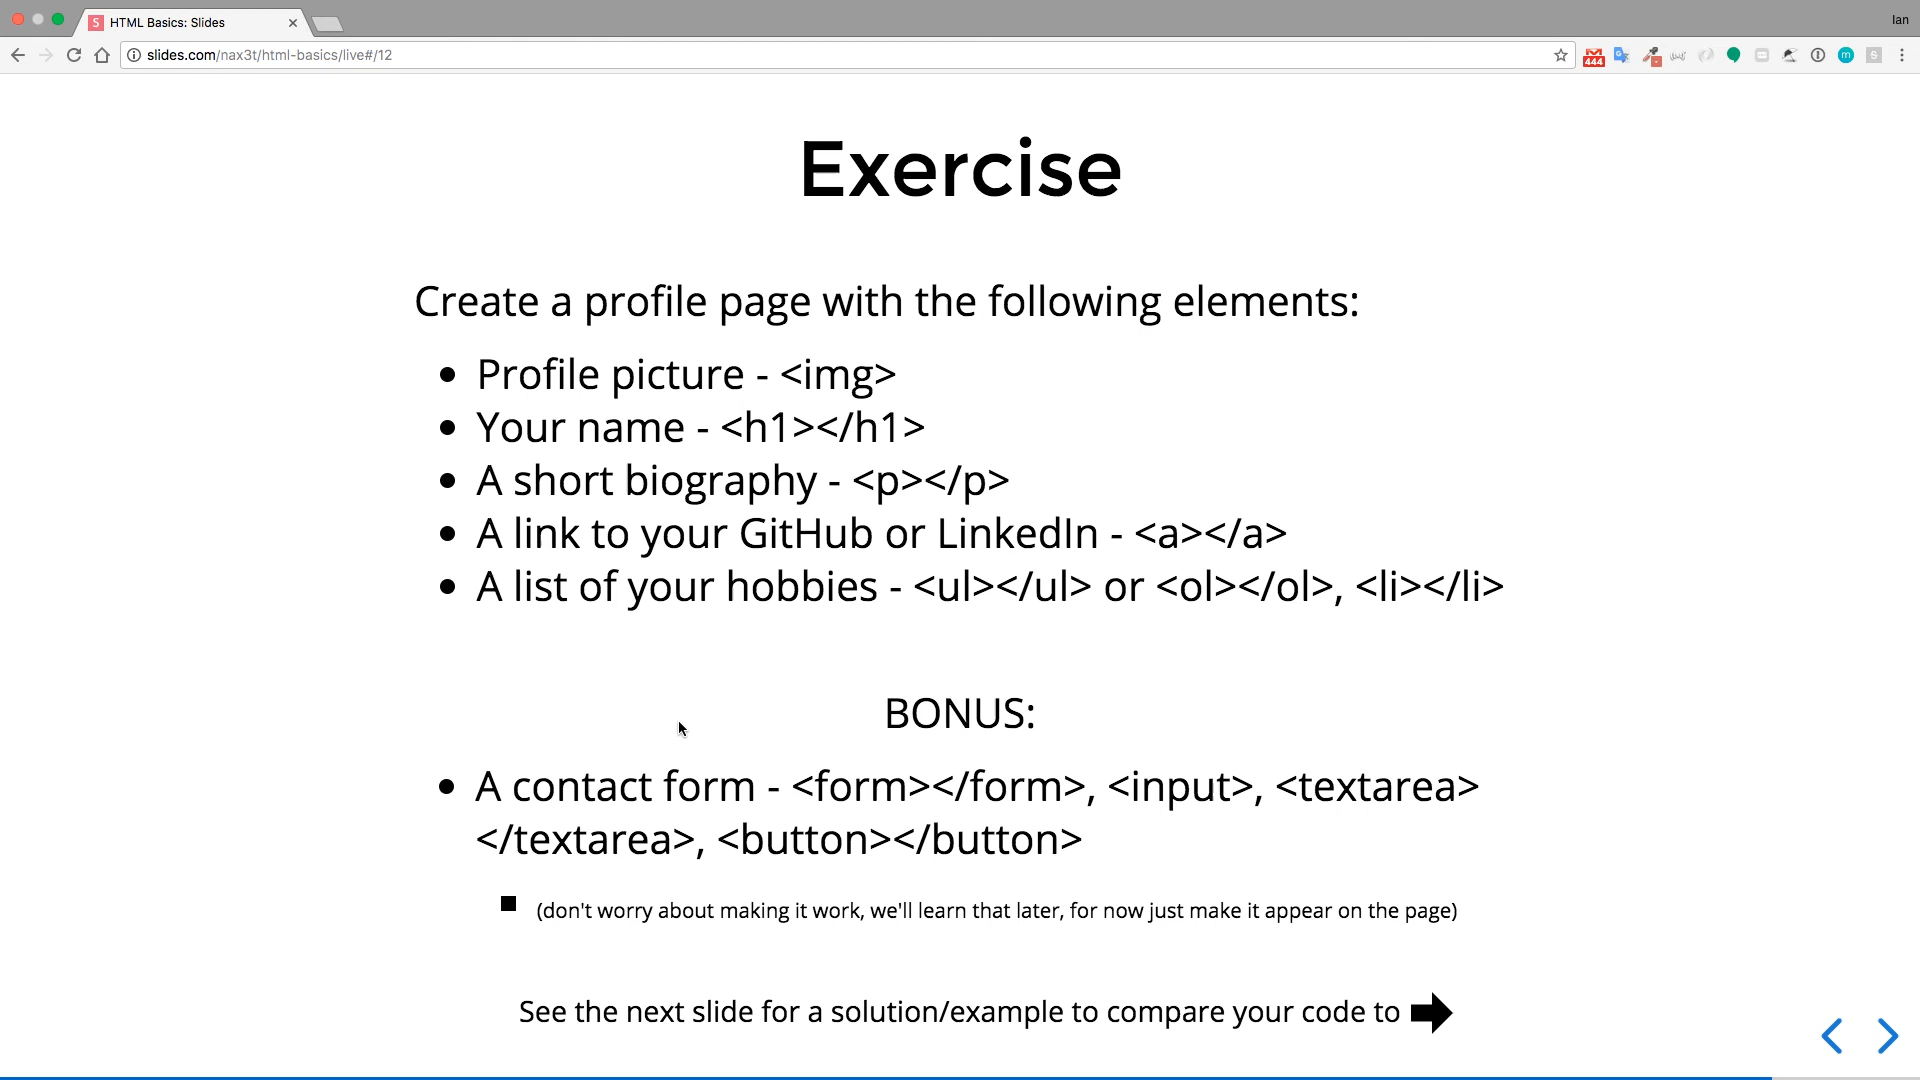 S HTML Basics: Slides
Ian
slides.com/nax3t/html-basics/live#/12
444
Exercise
Create a profile page with the following elements:
• Profile picture - <img>
• Your name - <h1></h1>
• A short biography - <p></p>
• A link to your GitHub or LinkedIn - <a></a>
• A list of your hobbies - <ul></ul> or <ol></ol>, <li></li>
BONUS:
• A contact form - <form></form>, <input>, <textarea>
</textarea>, <button></button>
■ (don't worry about making it work, we'll learn that later, for now just make it appear on the page)
See the next slide for a solution/example to compare your code to